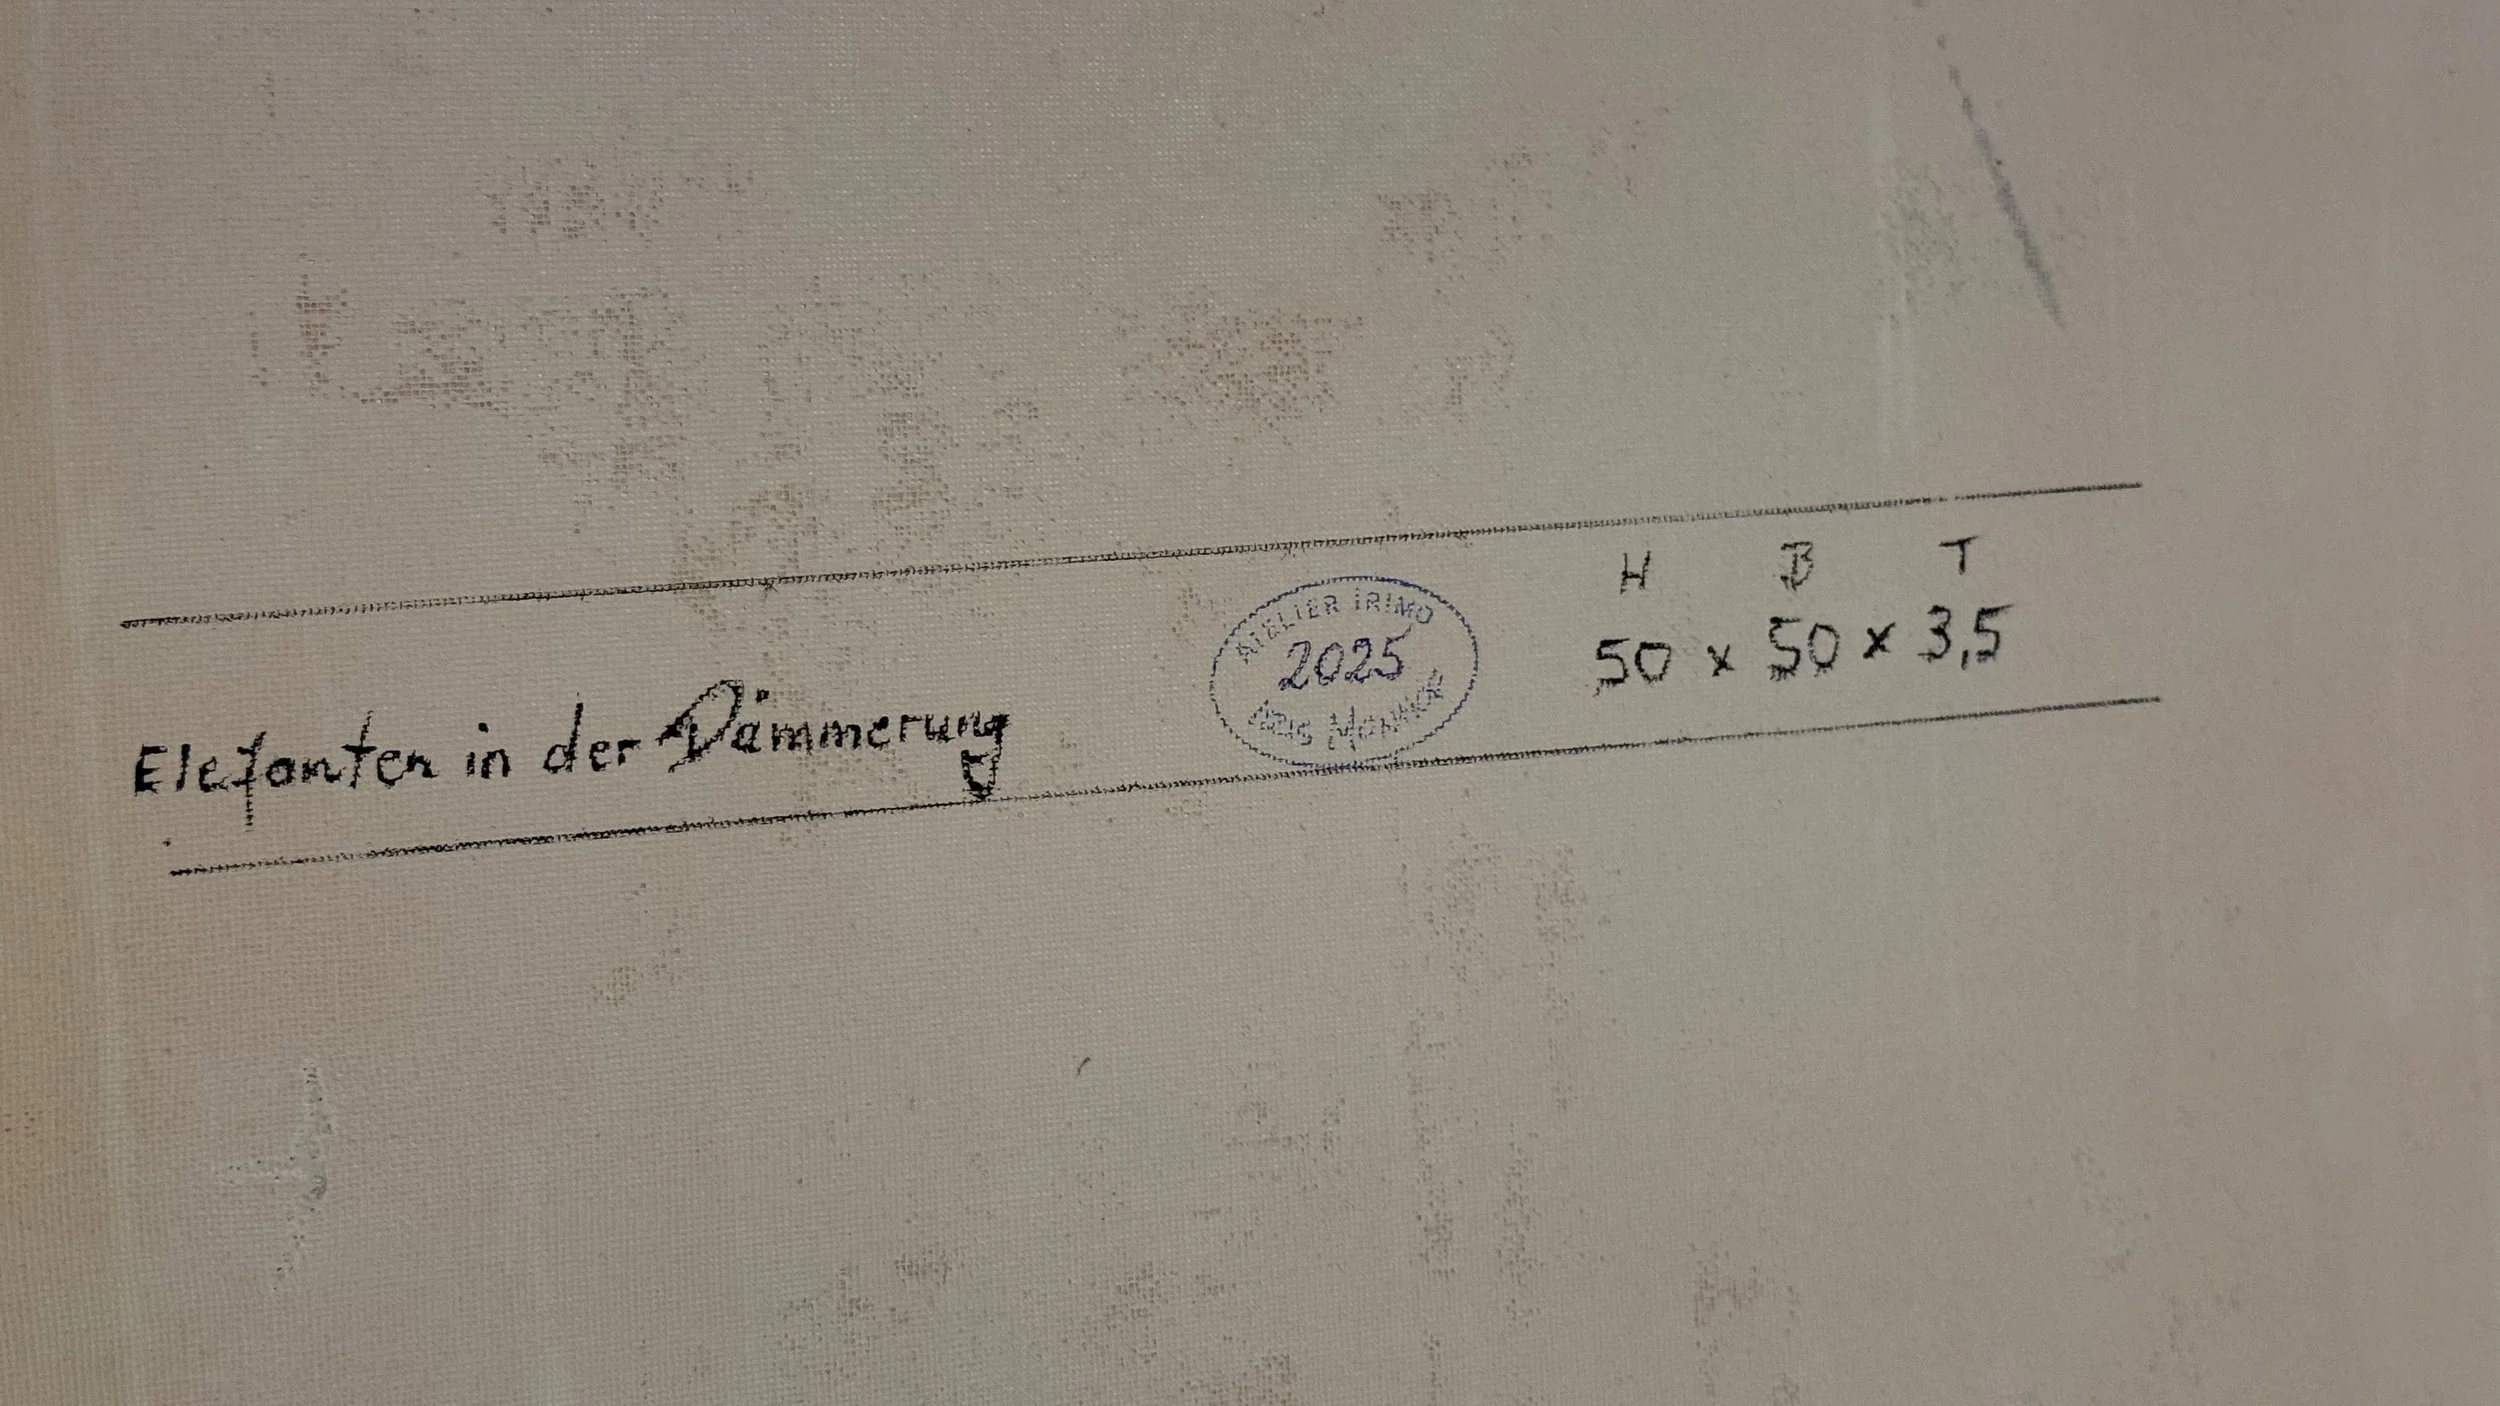 H B T
Elefanten in der Dämmerung
ATELIER IRIMO
2025
50 x 50 x 3,5